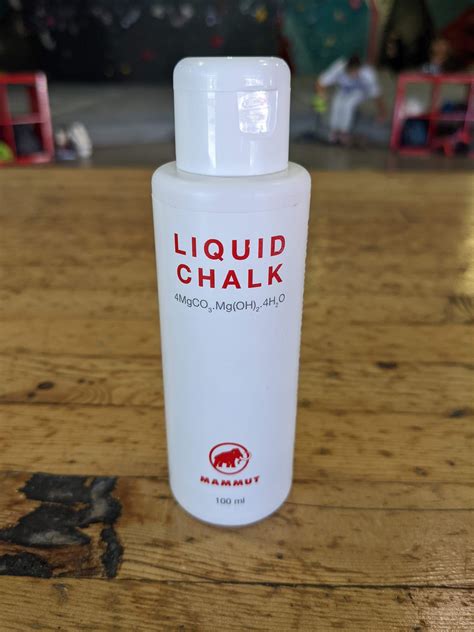 LIQUID
CHALK
4MgCO₃.Mg(OH)₂.4H₂O
MAMMUT
100 ml